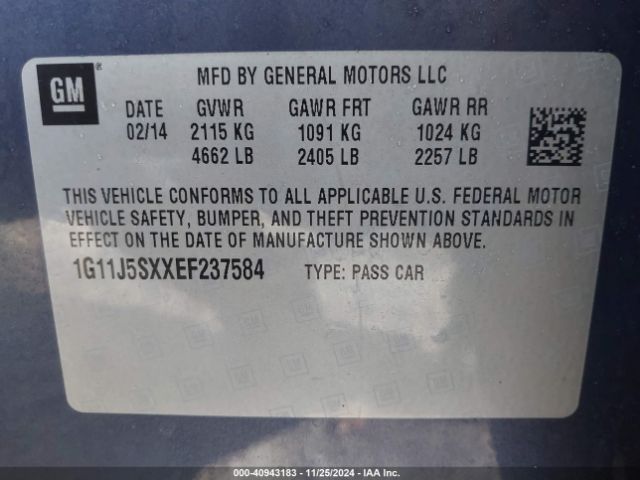 GM®
MFD BY GENERAL MOTORS LLC
DATE GVWR GAWR FRT GAWR RR
02/14 2115 KG 1091 KG 1024 KG
4662 LB 2405 LB 2257 LB
THIS VEHICLE CONFORMS TO ALL APPLICABLE U.S. FEDERAL MOTOR
VEHICLE SAFETY, BUMPER, AND THEFT PREVENTION STANDARDS IN
EFFECT ON THE DATE OF MANUFACTURE SHOWN ABOVE.
1G11J5SXXEF237584 TYPE: PASS CAR
000-40943183 - 11/25/2024 - IAA Inc.